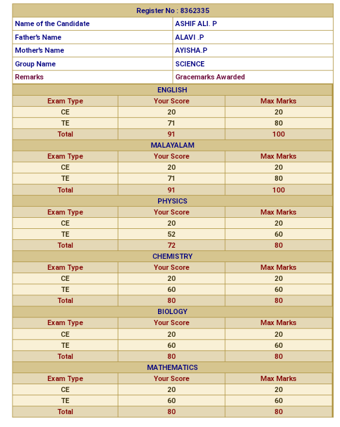 Register No : 8362335
Name of the Candidate ASHIF ALI. P
Father's Name ALAVI .P
Mother's Name AYISHA.P
Group Name SCIENCE
Remarks Gracemarks Awarded
ENGLISH
Exam Type Your Score Max Marks
CE 20 20
TE 71 80
Total 91 100
MALAYALAM
Exam Type Your Score Max Marks
CE 20 20
TE 71 80
Total 91 100
PHYSICS
Exam Type Your Score Max Marks
CE 20 20
TE 52 60
Total 72 80
CHEMISTRY
Exam Type Your Score Max Marks
CE 20 20
TE 60 60
Total 80 80
BIOLOGY
Exam Type Your Score Max Marks
CE 20 20
TE 60 60
Total 80 80
MATHEMATICS
Exam Type Your Score Max Marks
CE 20 20
TE 60 60
Total 80 80